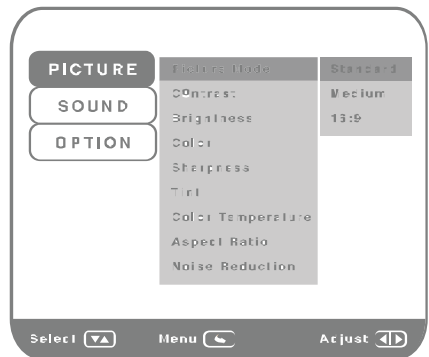 PICTURE
SOUND
OPTION
Picture Mode
Contrast
Brightness
Color
Sharpness
Tint
Color Temperature
Aspect Ratio
Noise Reduction
Standard
Medium
16:9
Select
Menu
Adjust